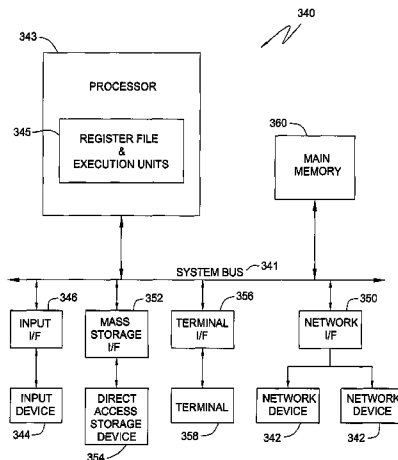 340
343
PROCESSOR
345
REGISTER FILE
&
EXECUTION UNITS
360
MAIN
MEMORY
SYSTEM BUS
341
346
INPUT
I/F
352
MASS
STORAGE
I/F
356
TERMINAL
I/F
350
NETWORK
I/F
INPUT
DEVICE
344
DIRECT
ACCESS
STORAGE
DEVICE
354
TERMINAL
358
NETWORK
DEVICE
342
NETWORK
DEVICE
342